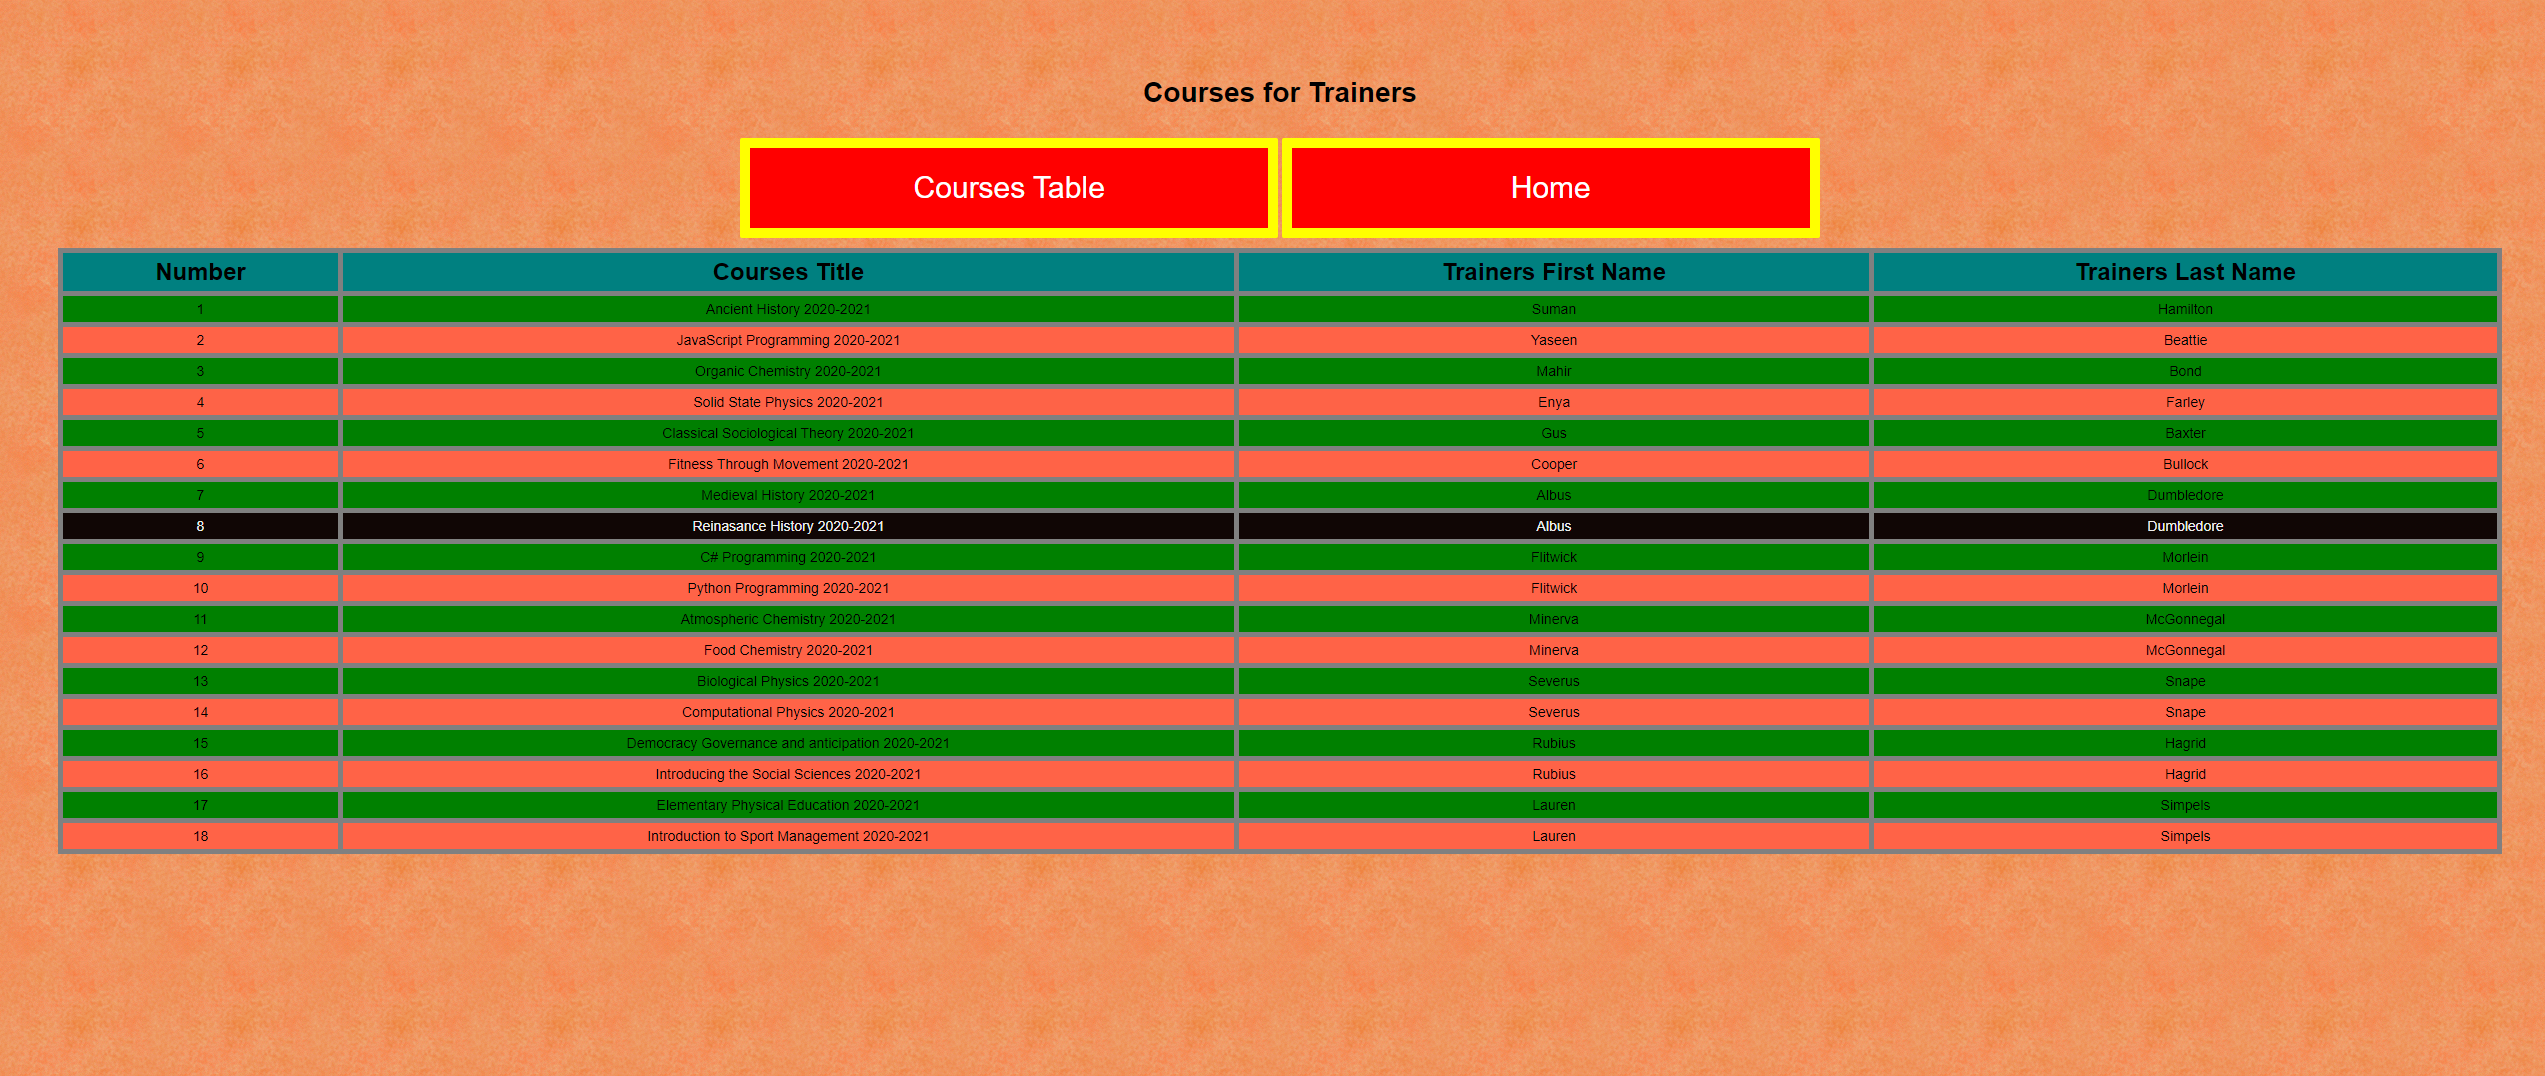 Courses for Trainers
Courses Table Home
Number Courses Title Trainers First Name Trainers Last Name
1 Ancient History 2020-2021 Suman Hamilton
2 JavaScript Programming 2020-2021 Yaseen Beattie
3 Organic Chemistry 2020-2021 Mahir Bond
4 Solid State Physics 2020-2021 Enya Farley
5 Classical Sociological Theory 2020-2021 Gus Baxter
6 Fitness Through Movement 2020-2021 Cooper Bullock
7 Medieval History 2020-2021 Albus Dumbledore
8 Reinasance History 2020-2021 Albus Dumbledore
9 C# Programming 2020-2021 Flitwick Morlein
10 Python Programming 2020-2021 Flitwick Morlein
11 Atmospheric Chemistry 2020-2021 Minerva McGonnegal
12 Food Chemistry 2020-2021 Minerva McGonnegal
13 Biological Physics 2020-2021 Severus Snape
14 Computational Physics 2020-2021 Severus Snape
15 Democracy Governance and anticipation 2020-2021 Rubius Hagrid
16 Introducing the Social Sciences 2020-2021 Rubius Hagrid
17 Elementary Physical Education 2020-2021 Lauren Simpels
18 Introduction to Sport Management 2020-2021 Lauren Simpels